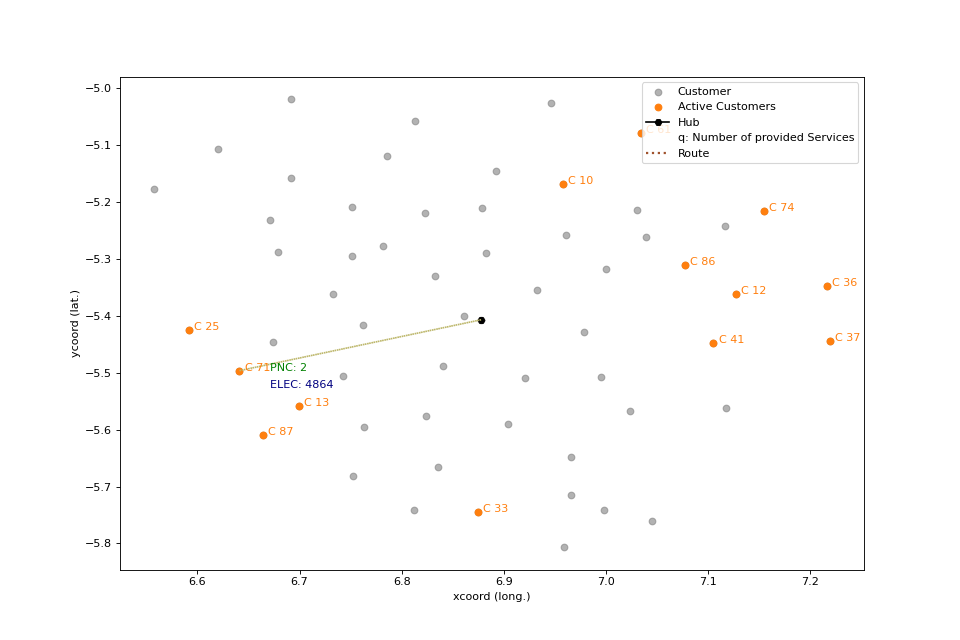 Customer
Active Customers
Hub
q: Number of provided Services
Route
C 61
C 10
C 74
C 86
C 36
C 12
C 25
C 41
C 37
C 71
PNC: 2
ELEC: 4864
C 13
C 87
C 33
−5.0
−5.1
−5.2
−5.3
−5.4
−5.5
−5.6
−5.7
−5.8
ycoord (lat.)
6.6 6.7 6.8 6.9 7.0 7.1 7.2
xcoord (long.)